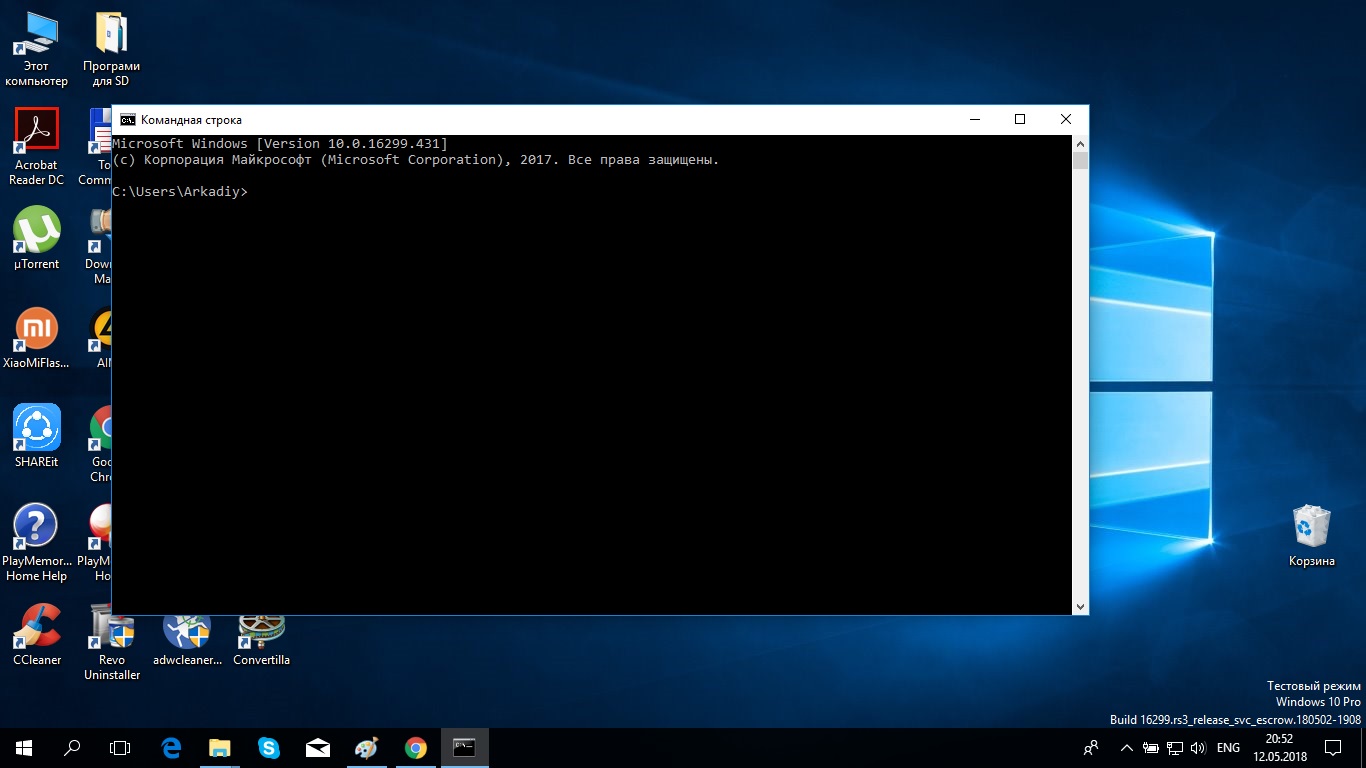 Этот
компьютер
Програми
для SD
Командная строка
Microsoft Windows [Version 10.0.16299.431]
(c) Корпорация Майкрософт (Microsoft Corporation), 2017. Все права защищены.
C:\Users\Arkadiy>
Acrobat
Reader DC
To
Comm
µTorrent
Dow
Ma
XiaoMiFlas...
AI
SHAREit
Goo
Chr
PlayMemor...
Home Help
PlayM
Ho
CCleaner
Revo
Uninstaller
adwcleaner...
Convertilla
Корзина
Тестовый режим
Windows 10 Pro
Build 16299.rs3_release_svc_escrow.180502-1908
ENG
20:52
12.05.2018